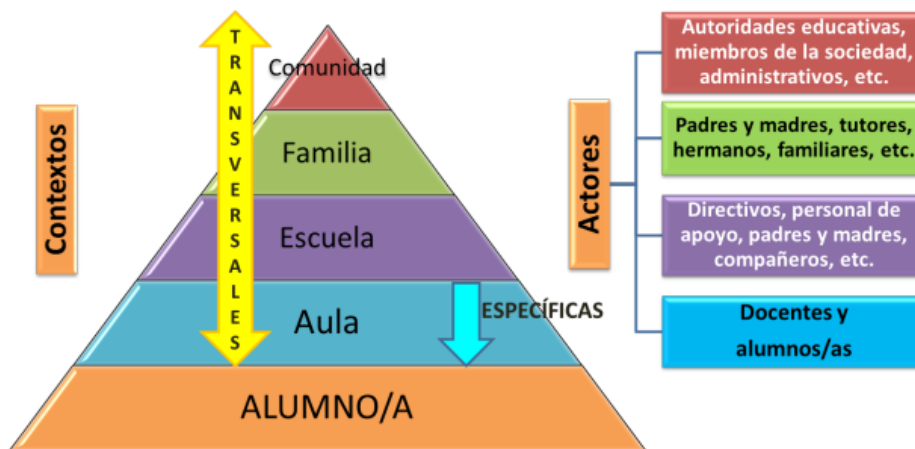 Contextos
TRANSVERSALES
Comunidad
Familia
Escuela
Aula
ESPECÍFICAS
ALUMNO/A
Actores
Autoridades educativas,
miembros de la sociedad,
administrativos, etc.
Padres y madres, tutores,
hermanos, familiares, etc.
Directivos, personal de
apoyo, padres y madres,
compañeros, etc.
Docentes y
alumnos/as